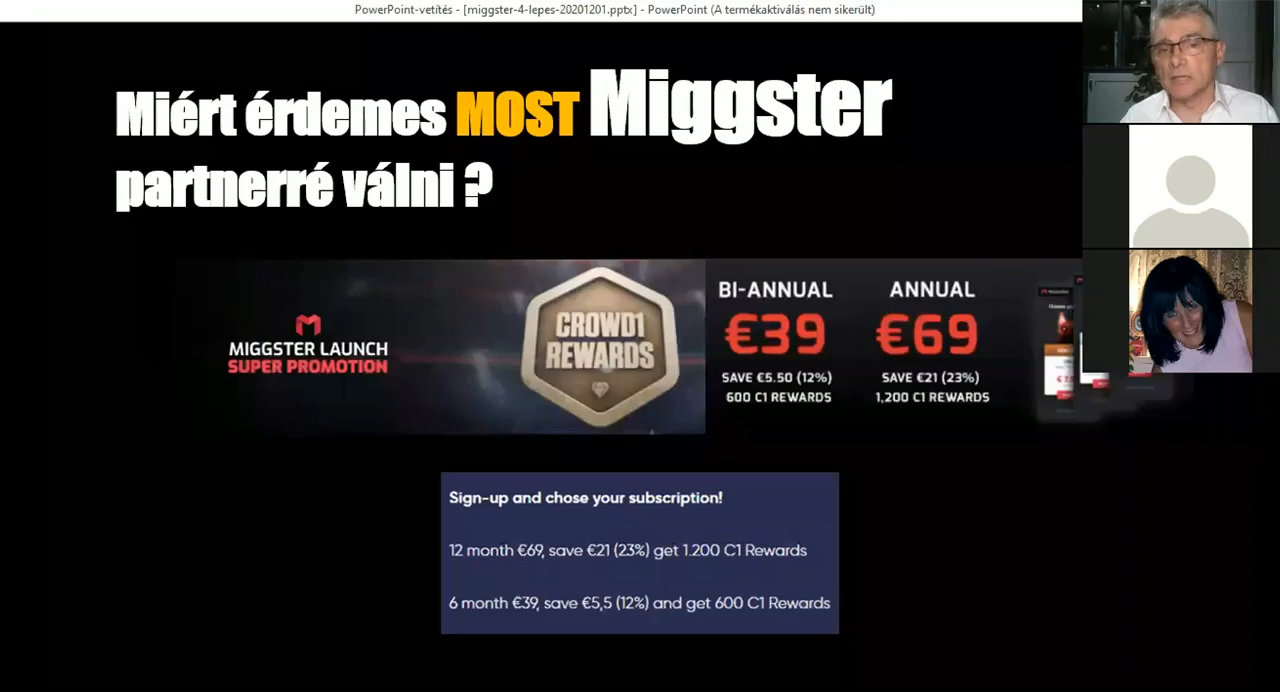 PowerPoint-vetítés - [miggster-4-lepes-20201201.pptx] - PowerPoint (A termékaktiválás nem sikerült)
Miért érdemes MOST Miggster
partnerré válni ?
MIGGSTER LAUNCH
SUPER PROMOTION
CROWD1
REWARDS
BI-ANNUAL
€39
SAVE €5.50 (12%)
600 C1 REWARDS
ANNUAL
€69
SAVE €21 (23%)
1,200 C1 REWARDS
Sign-up and chose your subscription!
12 month €69, save €21 (23%) get 1.200 C1 Rewards
6 month €39, save €5,5 (12%) and get 600 C1 Rewards